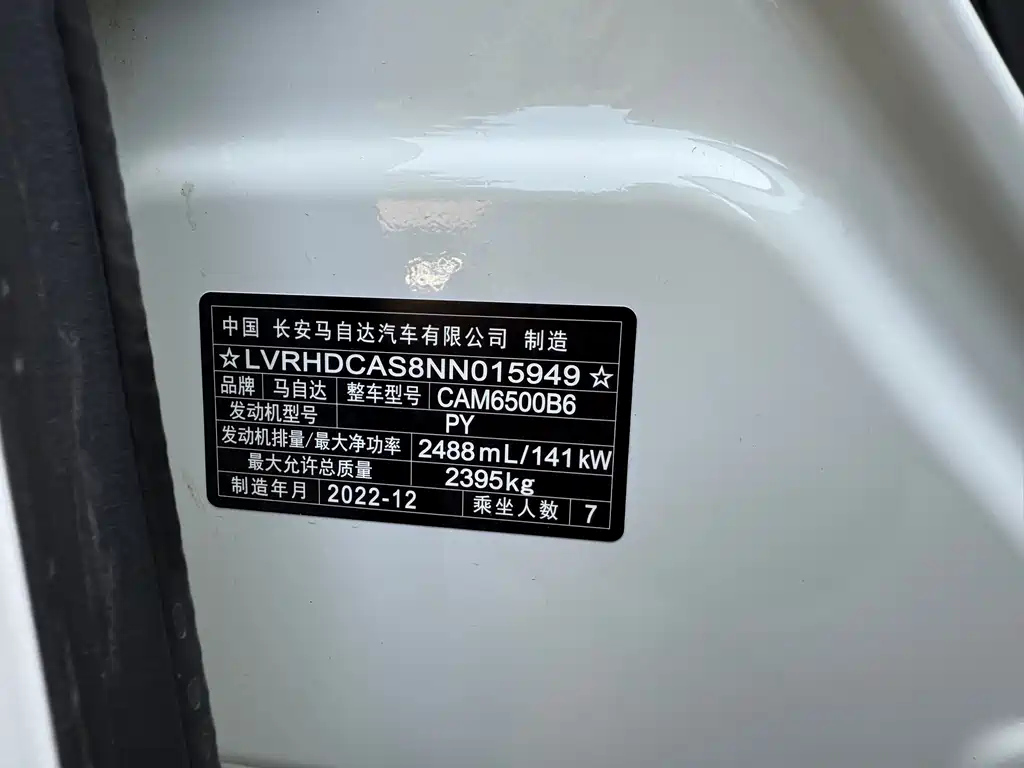 中国 长安马自达汽车有限公司 制造
☆LVRHDCAS8NN015949☆
品牌 马自达 整车型号 CAM6500B6
发动机型号 PY
发动机排量/最大净功率 2488mL/141kW
最大允许总质量 2395kg
制造年月 2022-12 乘坐人数 7